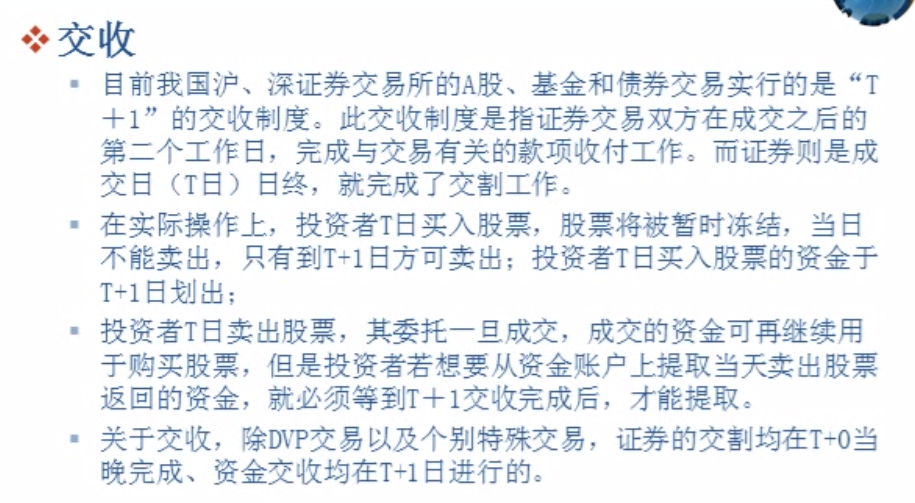 交收
目前我国沪、深证券交易所的A股、基金和债券交易实行的是“T
＋1”的交收制度。此交收制度是指证券交易双方在成交之后的
第二个工作日，完成与交易有关的款项收付工作。而证券则是成
交日（T日）日终，就完成了交割工作。
在实际操作上，投资者T日买入股票，股票将被暂时冻结，当日
不能卖出，只有到T+1日方可卖出；投资者T日买入股票的资金于
T+1日划出；
投资者T日卖出股票，其委托一旦成交，成交的资金可再继续用
于购买股票，但是投资者若想要从资金账户上提取当天卖出股票
返回的资金，就必须等到T＋1交收完成后，才能提取。
关于交收，除DVP交易以及个别特殊交易，证券的交割均在T+0当
晚完成、资金交收均在T+1日进行的。